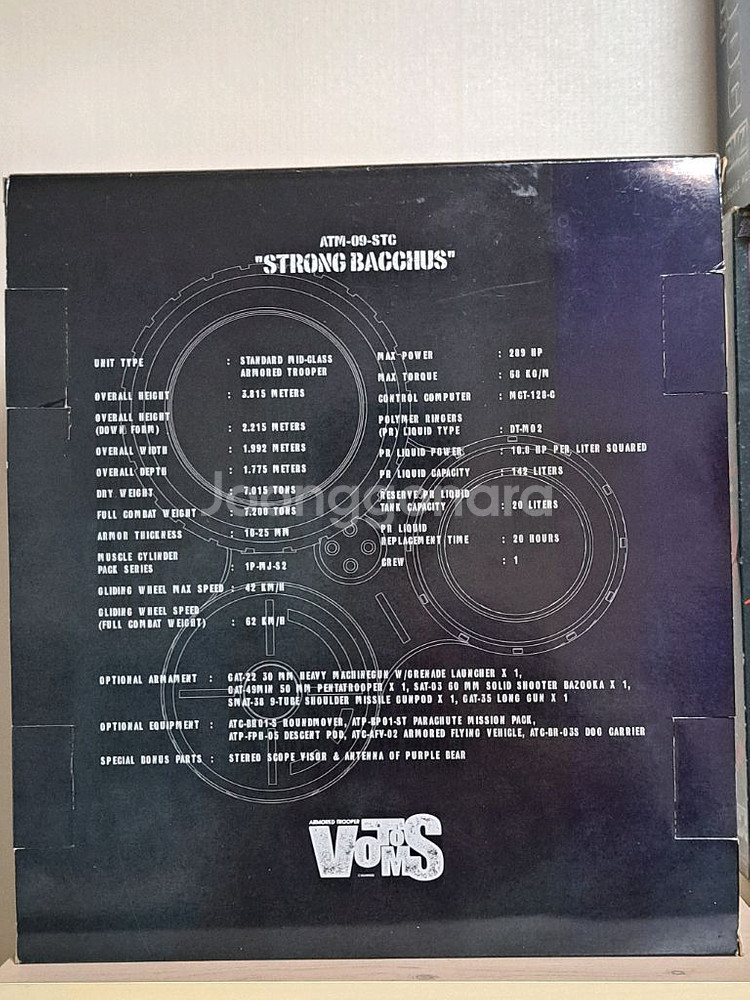 ATM-09-STC
"STRONG BACCHUS"
UNIT TYPE : STANDARD MID-CLASS
ARMORED TROOPER
OVERALL HEIGHT : 3.815 METERS
OVERALL HEIGHT
(DOWN FORM) : 2.215 METERS
OVERALL WIDTH : 1.992 METERS
OVERALL DEPTH : 1.775 METERS
DRY WEIGHT : 7.015 TONS
FULL COMBAT WEIGHT : 7.200 TONS
ARMOR THICKNESS : 10-25 MM
MUSCLE CYLINDER
PACK SERIES : 1P-MJ-S2
GLIDING WHEEL MAX SPEED : 42 KM/H
GLIDING WHEEL SPEED
(FULL COMBAT WEIGHT) : 62 KM/H
MAX POWER : 289 HP
MAX TORQUE : 68 KG/M
CONTROL COMPUTER : MCT-128-C
POLYMER RINGERS
(PR) LIQUID TYPE : DT-MO2
PR LIQUID POWER : 10.8 HP PER LITER SQUARED
PR LIQUID CAPACITY : 142 LITERS
RESERVE PR LIQUID
TANK CAPACITY : 20 LITERS
PR LIQUID
REPLACEMENT TIME : 20 HOURS
CREW : 1
OPTIONAL ARMAMENT : GAT-22 30 MM HEAVY MACHINEGUN W/GRENADE LAUNCHER X 1,
GAT-49MIN 50 MM PENTATROOPER X 1, SAT-03 60 MM SOLID SHOOTER BAZOOKA X 1,
SMAT-38 9-TUBE SHOULDER MISSILE GUNPOD X 1, GAT-35 LONG GUN X 1
OPTIONAL EQUIPMENT : ATC-BR01-S ROUNDMOVER, ATP-BP01-ST PARACHUTE MISSION PACK,
ATP-FPH-05 DESCENT POD, ATC-AFV-02 ARMORED FLYING VEHICLE, ATC-BR-03S DOG CARRIER
SPECIAL BONUS PARTS : STEREO SCOPE VISOR & ANTENNA OF PURPLE BEAR
ARMORED TROOPER
VOTOMS
Joonggonara